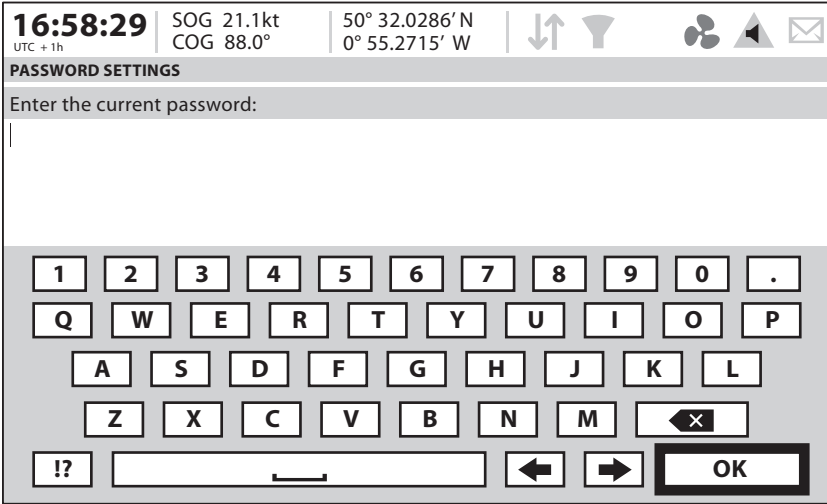 16:58:29 SOG 21.1kt 50° 32.0286′ N
UTC + 1h COG 88.0° 0° 55.2715′ W
PASSWORD SETTINGS
Enter the current password:
1 2 3 4 5 6 7 8 9 0 .
Q W E R T Y U I O P
A S D F G H J K L
Z X C V B N M
!? OK